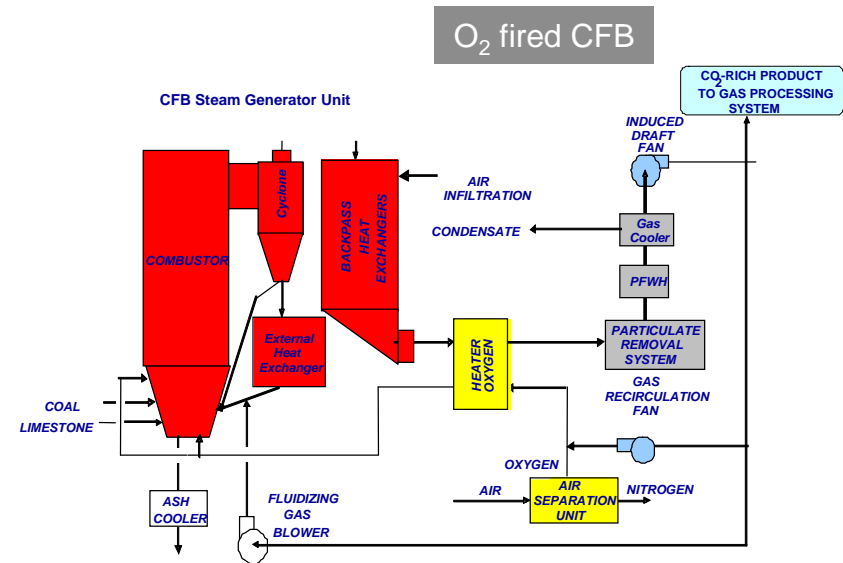 O2 fired CFB
CO2-RICH PRODUCT
TO GAS PROCESSING
SYSTEM
CFB Steam Generator Unit
INDUCED
DRAFT
FAN
Cyclone
BACKPASS
HEAT
EXCHANGERS
AIR
INFILTRATION
CONDENSATE
Gas
Cooler
COMBUSTOR
PFWH
External
Heat
Exchanger
HEATER
OXYGEN
PARTICULATE
REMOVAL
SYSTEM
GAS
RECIRCULATION
FAN
COAL
LIMESTONE
OXYGEN
AIR
AIR
SEPARATION
UNIT
NITROGEN
ASH
COOLER
FLUIDIZING
GAS
BLOWER